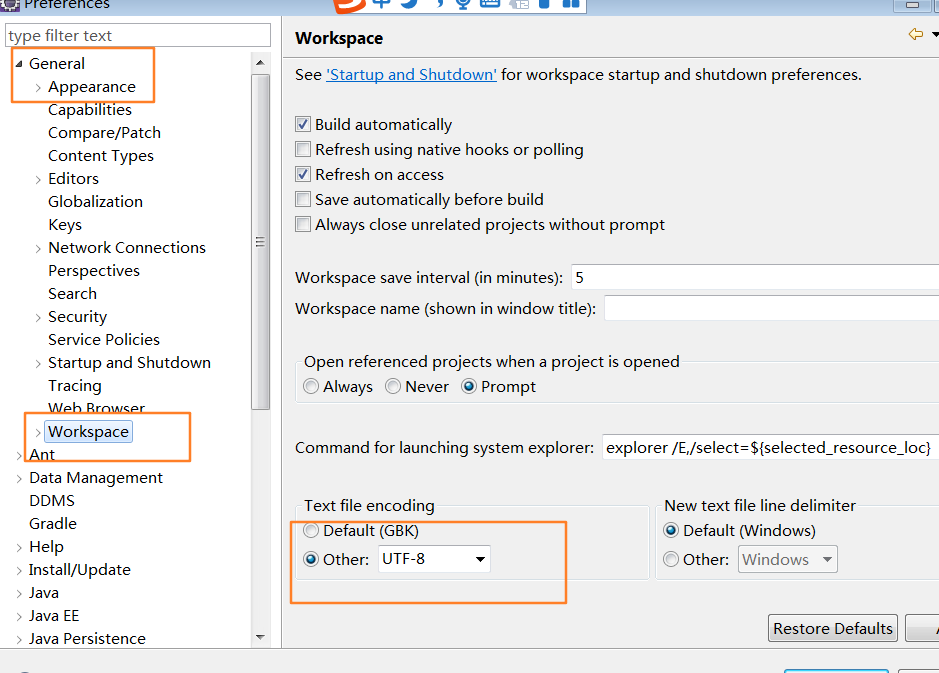 Preferences
中
type filter text
General
Appearance
Capabilities
Compare/Patch
Content Types
Editors
Globalization
Keys
Network Connections
Perspectives
Search
Security
Service Policies
Startup and Shutdown
Tracing
Web Browser
Workspace
Ant
Data Management
DDMS
Gradle
Help
Install/Update
Java
Java EE
Java Persistence
Workspace
See 'Startup and Shutdown' for workspace startup and shutdown preferences.
Build automatically
Refresh using native hooks or polling
Refresh on access
Save automatically before build
Always close unrelated projects without prompt
Workspace save interval (in minutes): 5
Workspace name (shown in window title):
Open referenced projects when a project is opened
Always Never Prompt
Command for launching system explorer: explorer /E,/select=${selected_resource_loc}
Text file encoding
Default (GBK)
Other: UTF-8
New text file line delimiter
Default (Windows)
Other: Windows
Restore Defaults